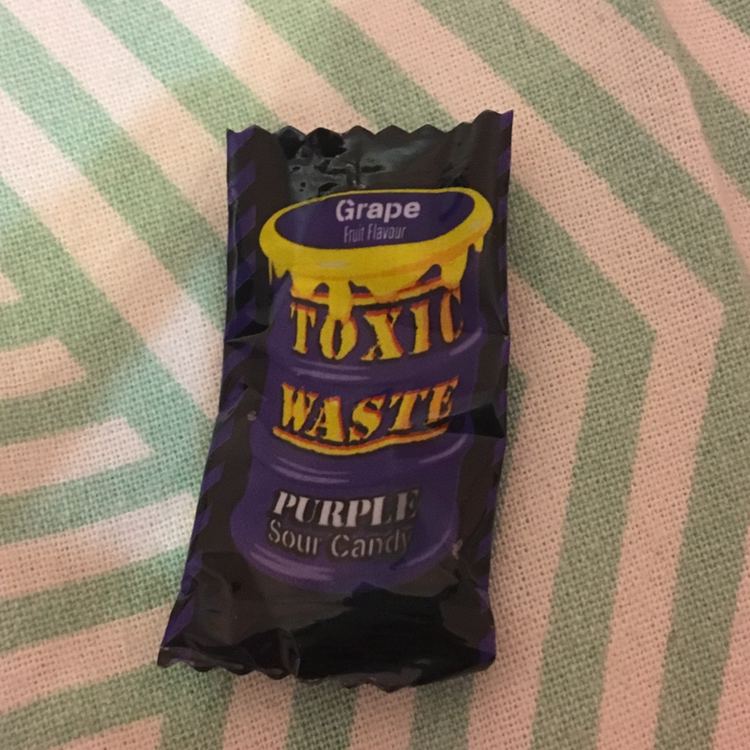 Grape
Fruit Flavour
TOXIC
WASTE
PURPLE
Sour Candy